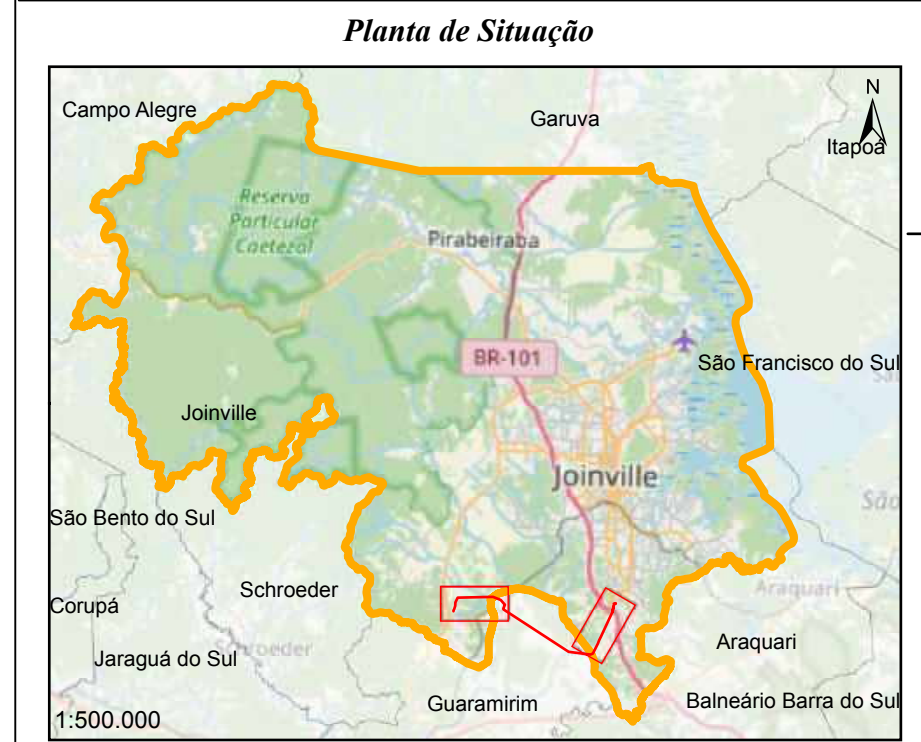 Planta de Situação
Campo Alegre
Garuva
N
Itapoá
Reserva
Particular
Caetezal
Pirabeiraba
BR-101
São Francisco do Sul
Joinville
Joinville
São Bento do Sul
Schroeder
Araquari
Corupá
Araquari
Jaraguá do Sul
Guaramirim
Balneário Barra do Sul
1:500.000